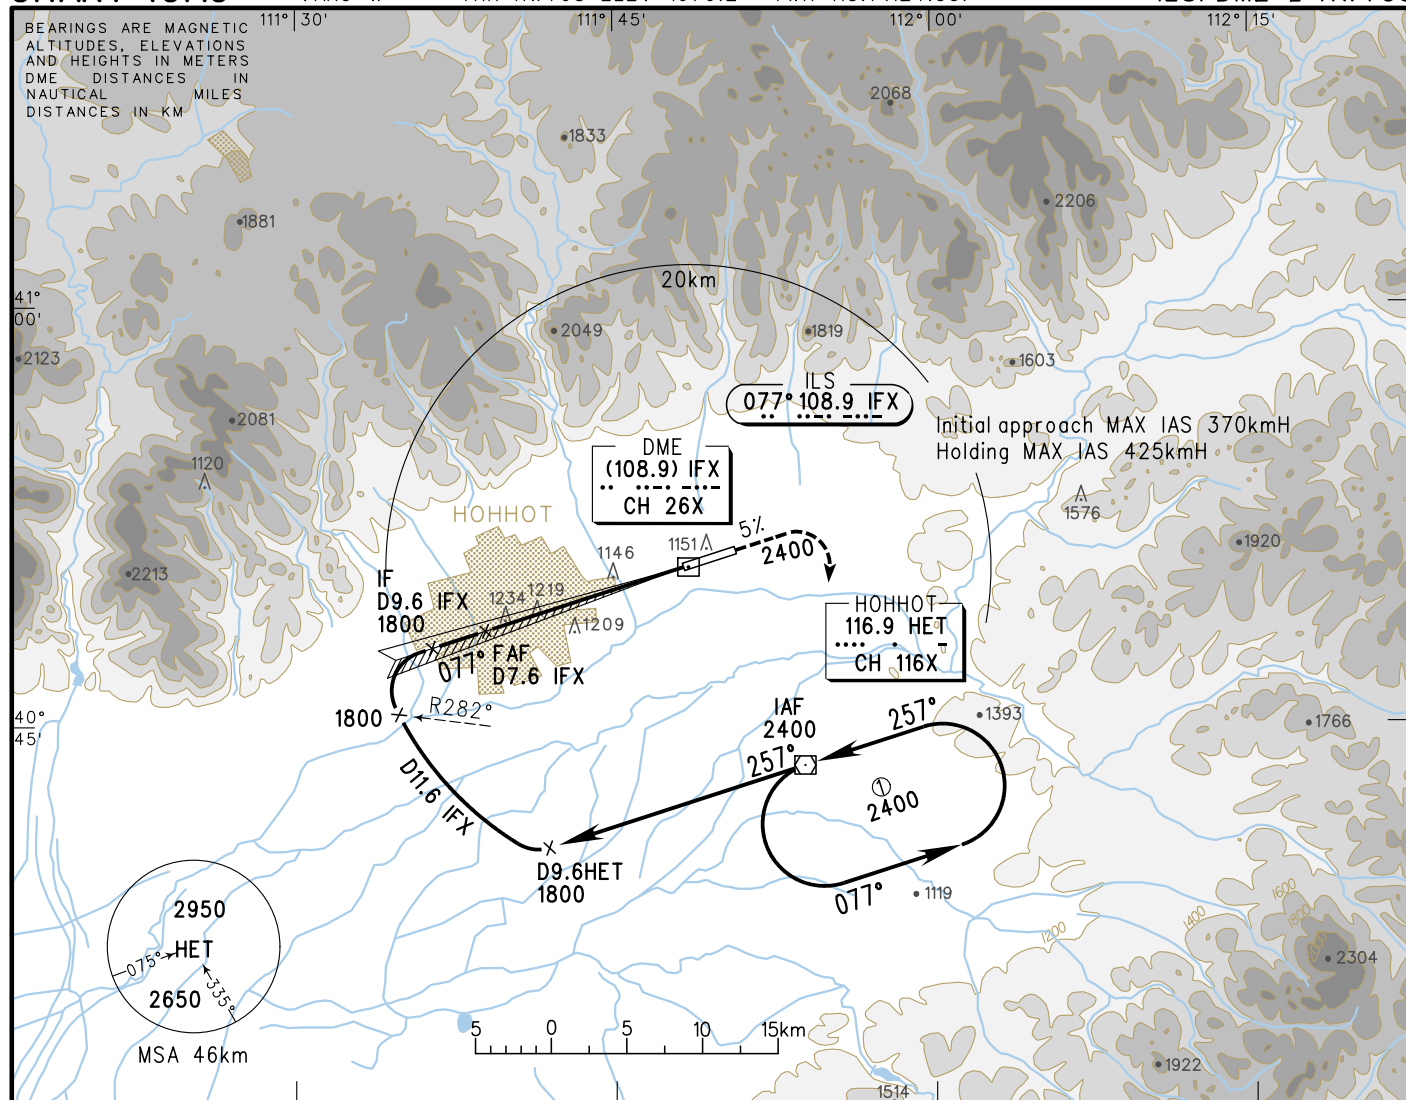 111° 30'
111° 45'
112° 00'
112° 15'
BEARINGS ARE MAGNETIC
ALTITUDES, ELEVATIONS
AND HEIGHTS IN METERS
DME DISTANCES IN
NAUTICAL MILES
DISTANCES IN KM
2068
1833
2206
1881
20km
41°
00'
2049
1819
2123
1603
ILS
077° 108.9 IFX
2081
Initial approach MAX IAS 370kmH
Holding MAX IAS 425kmH
DME
(108.9) IFX
CH 26X
1120
1576
HOHHOT
5%
2400
1151
1146
1920
2213
IF
D9.6 IFX
1800
1219
1234
1209
HOHHOT
116.9 HET
CH 116X
077°
FAF
D7.6 IFX
R282°
1800
IAF
2400
257°
257°
1393
1766
40°
45'
D11.6 IFX
1
2400
D9.6HET
1800
077°
1119
1600
1400
1800
1200
2000
2304
2950
075°
HET
2650
335°
MSA 46km
5 0 5 10 15km
1922
1514